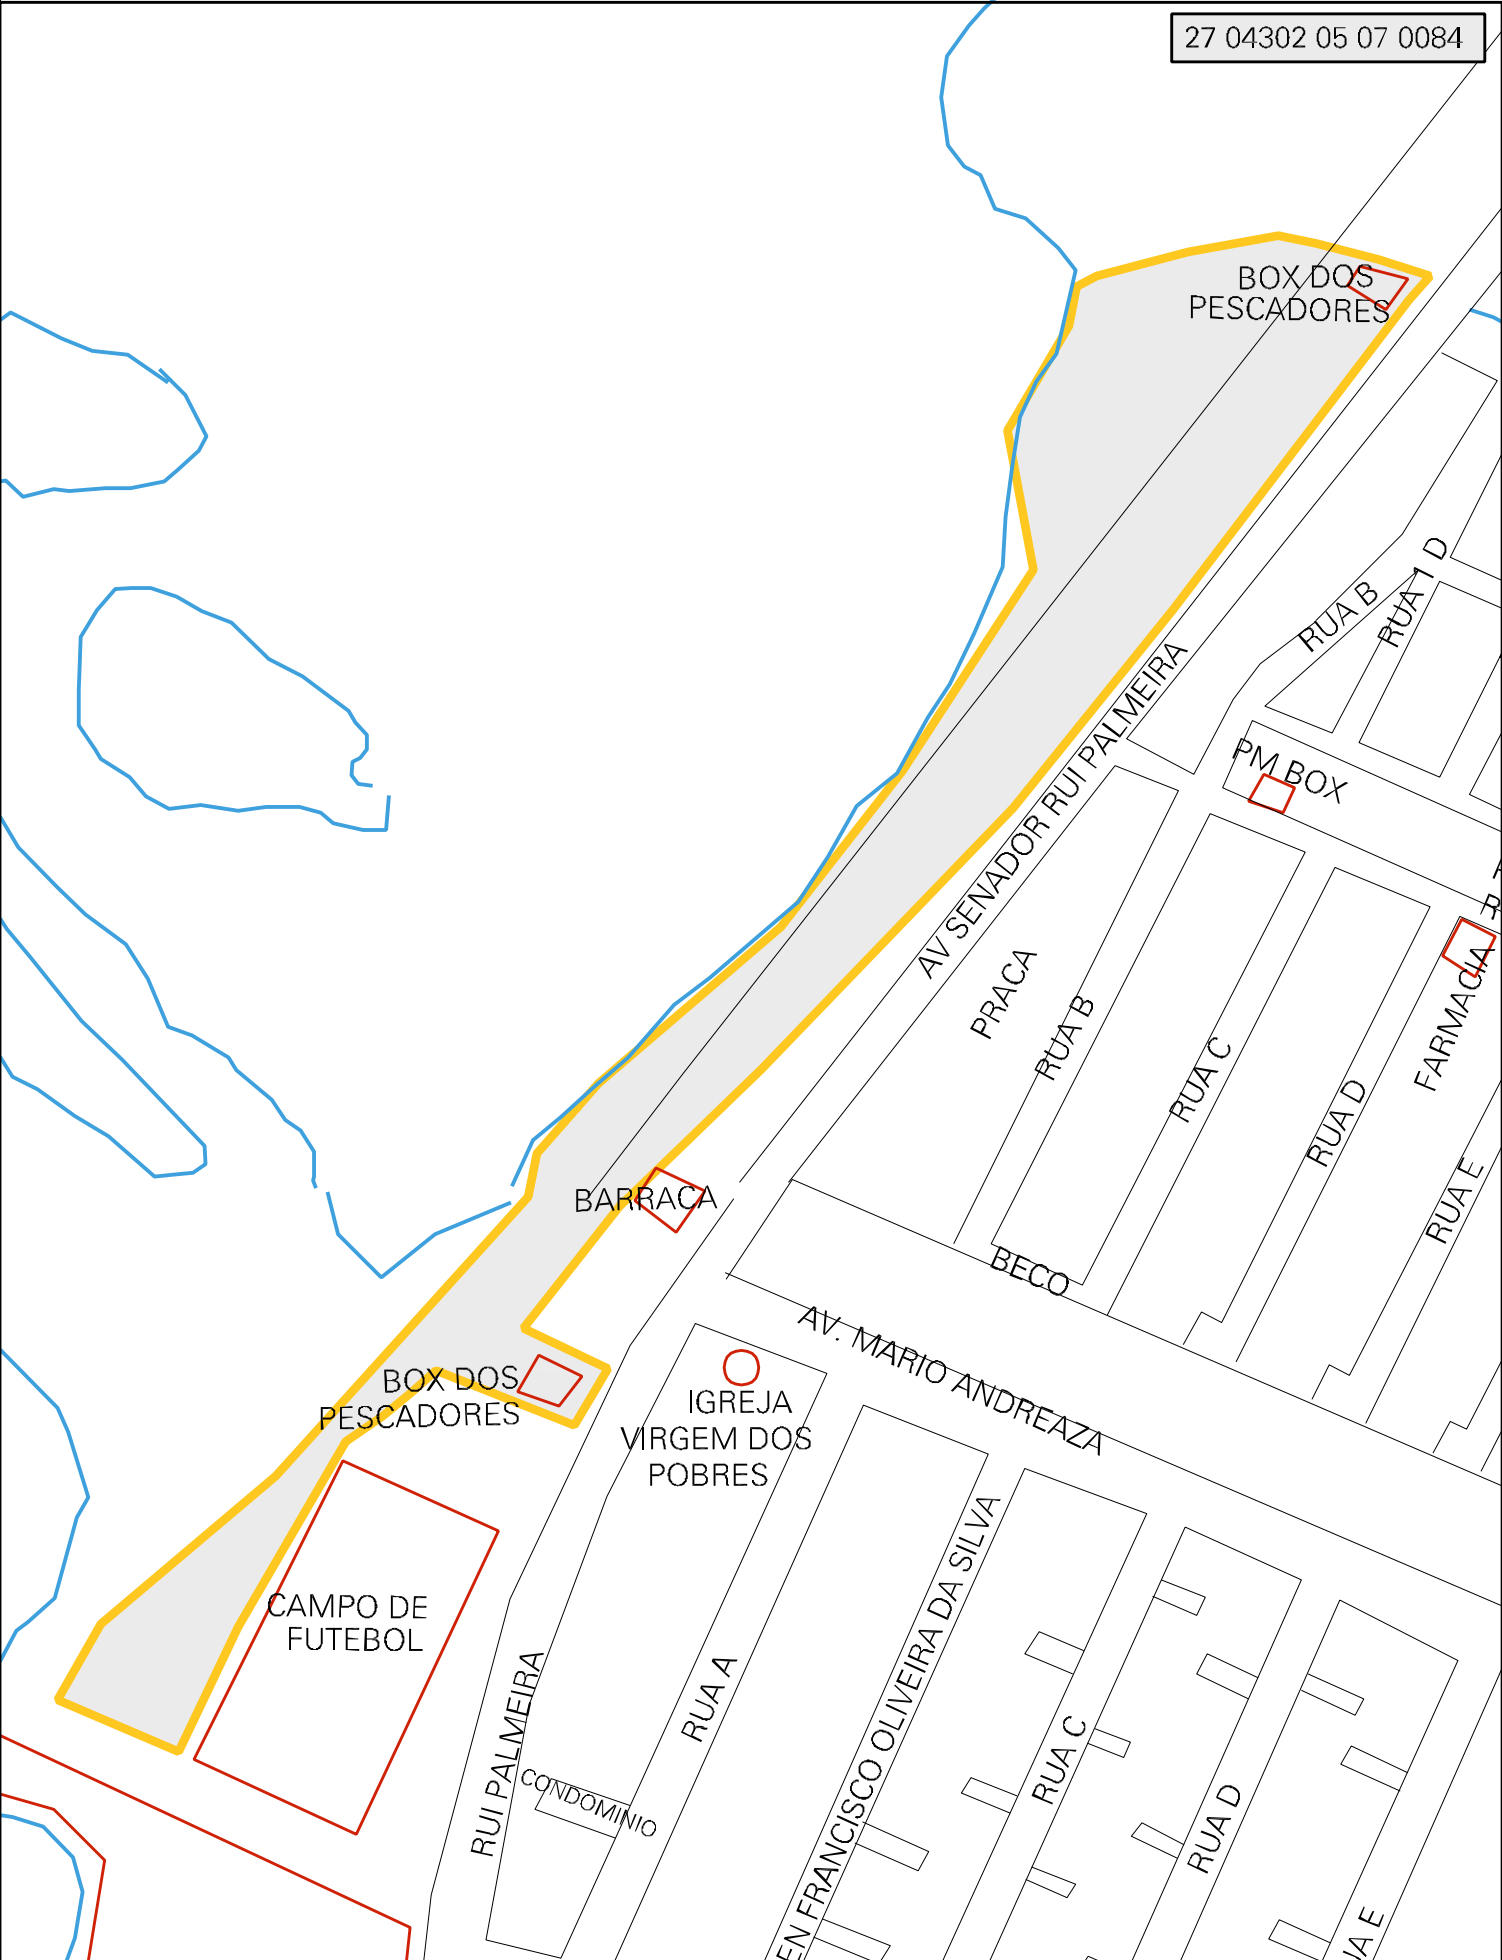 27 04302 05 07 0084
BOX DOS
PESCADORES
RUA 1 D
RUA B
AV SENADOR RUI PALMEIRA
PM BOX
PRACA
RUA B
RUA C
RUA D
FARMACIA
RUA E
BARRACA
BECO
AV. MARIO ANDREAZA
BOX DOS
PESCADORES
IGREJA
VIRGEM DOS
POBRES
CAMPO DE
FUTEBOL
RUI PALMEIRA
RUA A
CONDOMINIO
EN FRANCISCO OLIVEIRA DA SILVA
RUA C
RUA D
UA E